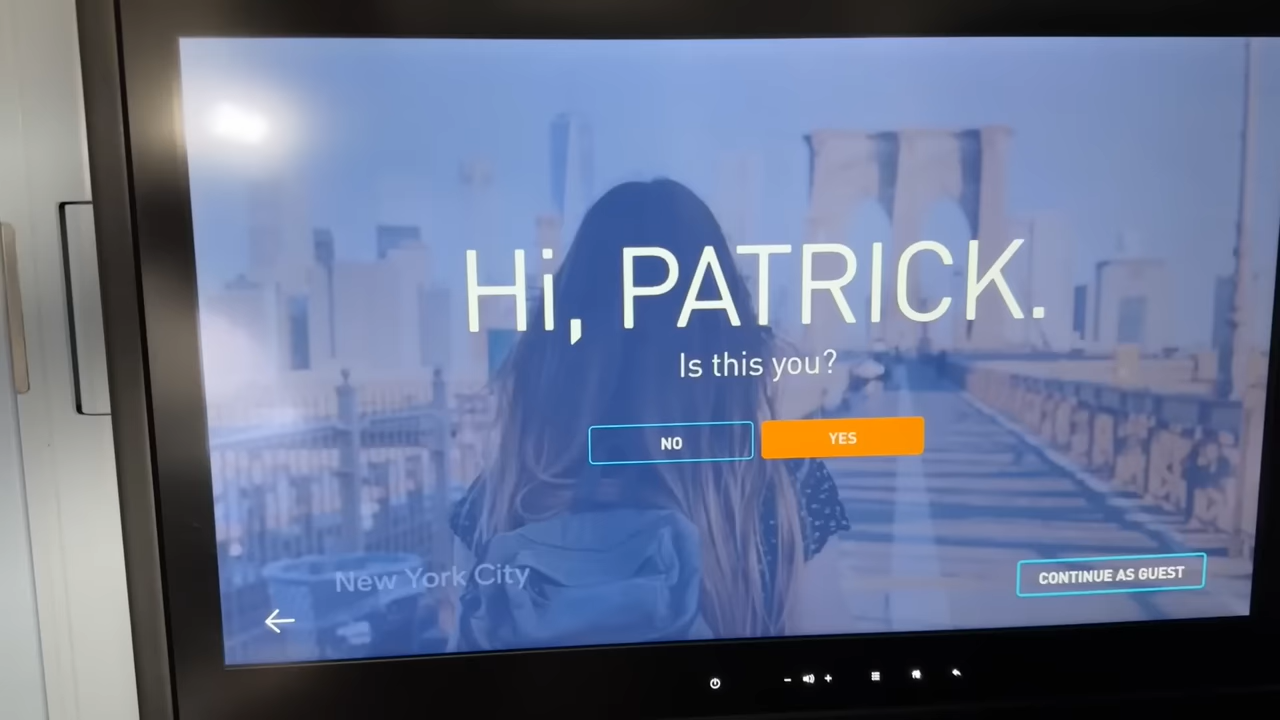 Hi, PATRICK.
Is this you?
NO
YES
New York City
CONTINUE AS GUEST